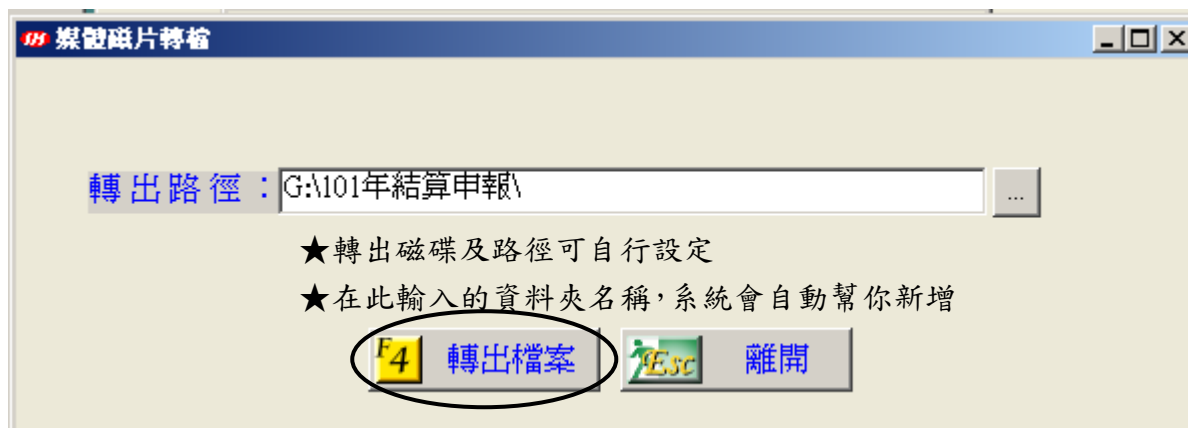 媒體磁片轉檔
轉出路徑：G:\101年結算申報\ ...
★轉出磁碟及路徑可自行設定
★在此輸入的資料夾名稱，系統會自動幫你新增
F4 轉出檔案 Esc 離開